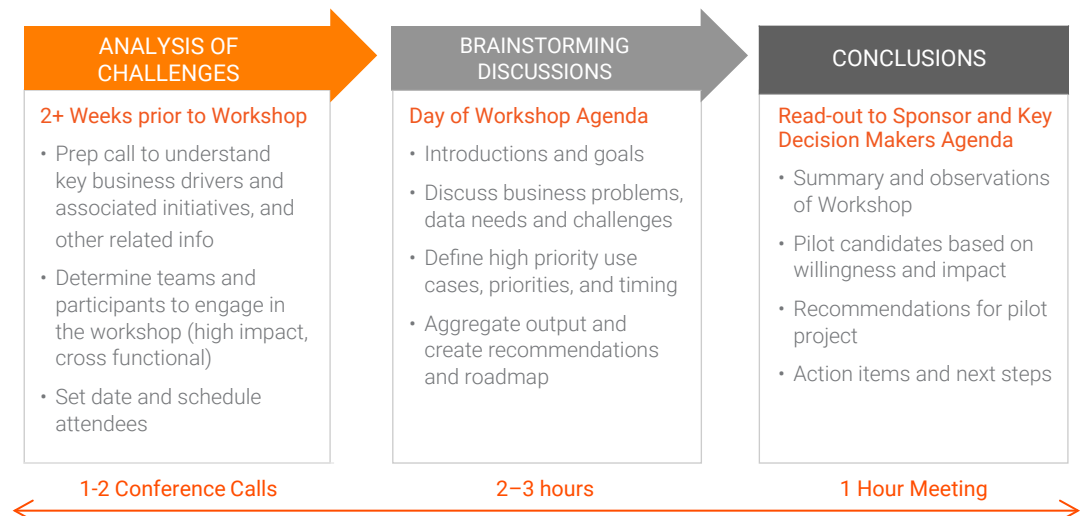 ANALYSIS OF
CHALLENGES
2+ Weeks prior to Workshop
• Prep call to understand
key business drivers and
associated initiatives, and
other related info
• Determine teams and
participants to engage in
the workshop (high impact,
cross functional)
• Set date and schedule
attendees
1-2 Conference Calls
BRAINSTORMING
DISCUSSIONS
Day of Workshop Agenda
• Introductions and goals
• Discuss business problems,
data needs and challenges
• Define high priority use
cases, priorities, and timing
• Aggregate output and
create recommendations
and roadmap
2–3 hours
CONCLUSIONS
Read-out to Sponsor and Key
Decision Makers Agenda
• Summary and observations
of Workshop
• Pilot candidates based on
willingness and impact
• Recommendations for pilot
project
• Action items and next steps
1 Hour Meeting